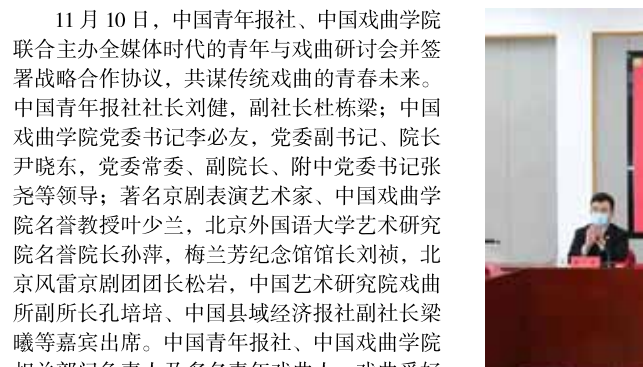 11 月 10 日，中国青年报社、中国戏曲学院
联合主办全媒体时代的青年与戏曲研讨会并签
署战略合作协议，共谋传统戏曲的青春未来。
中国青年报社社长刘健，副社长杜栋梁；中国
戏曲学院党委书记李必友，党委副书记、院长
尹晓东，党委常委、副院长、附中党委书记张
尧等领导；著名京剧表演艺术家、中国戏曲学
院名誉教授叶少兰，北京外国语大学艺术研究
院名誉院长孙萍，梅兰芳纪念馆馆长刘祯，北
京风雷京剧团团长松岩，中国艺术研究院戏曲
所副所长孔培培、中国县域经济报社副社长梁
曦等嘉宾出席。中国青年报社、中国戏曲学院